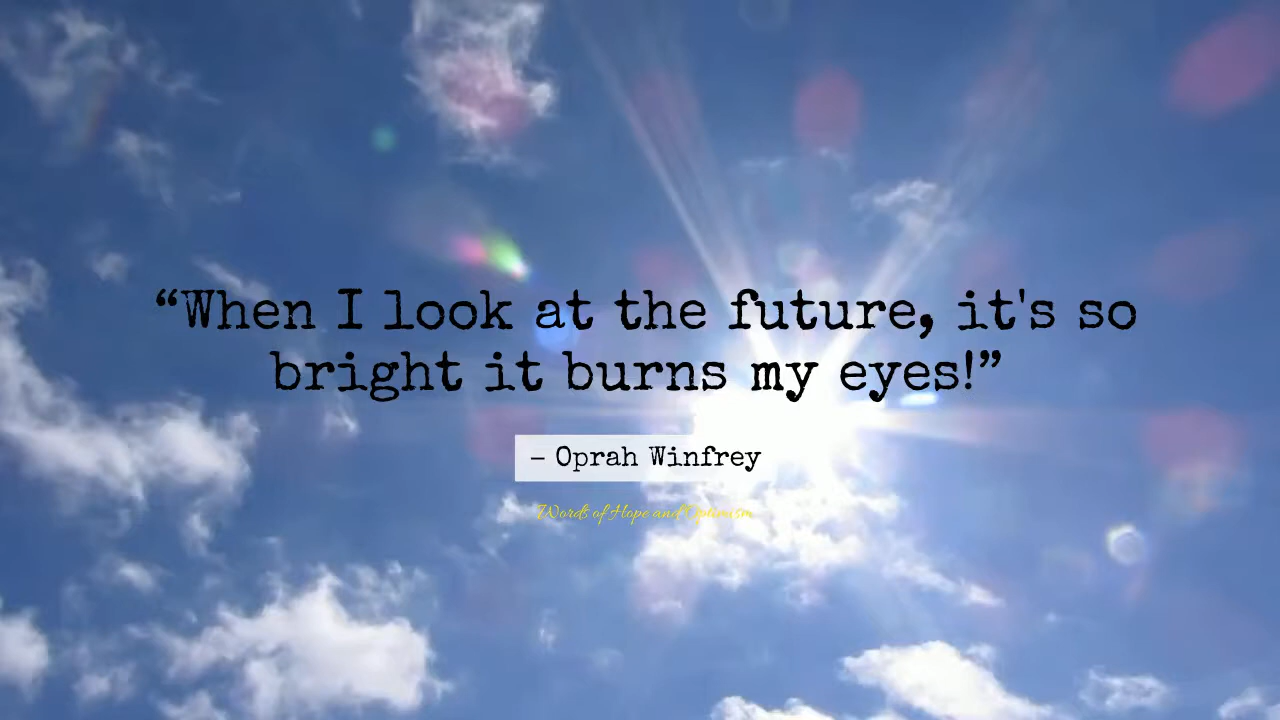 “When I look at the future, it's so
bright it burns my eyes!”
– Oprah Winfrey
Words of Hope and Optimism